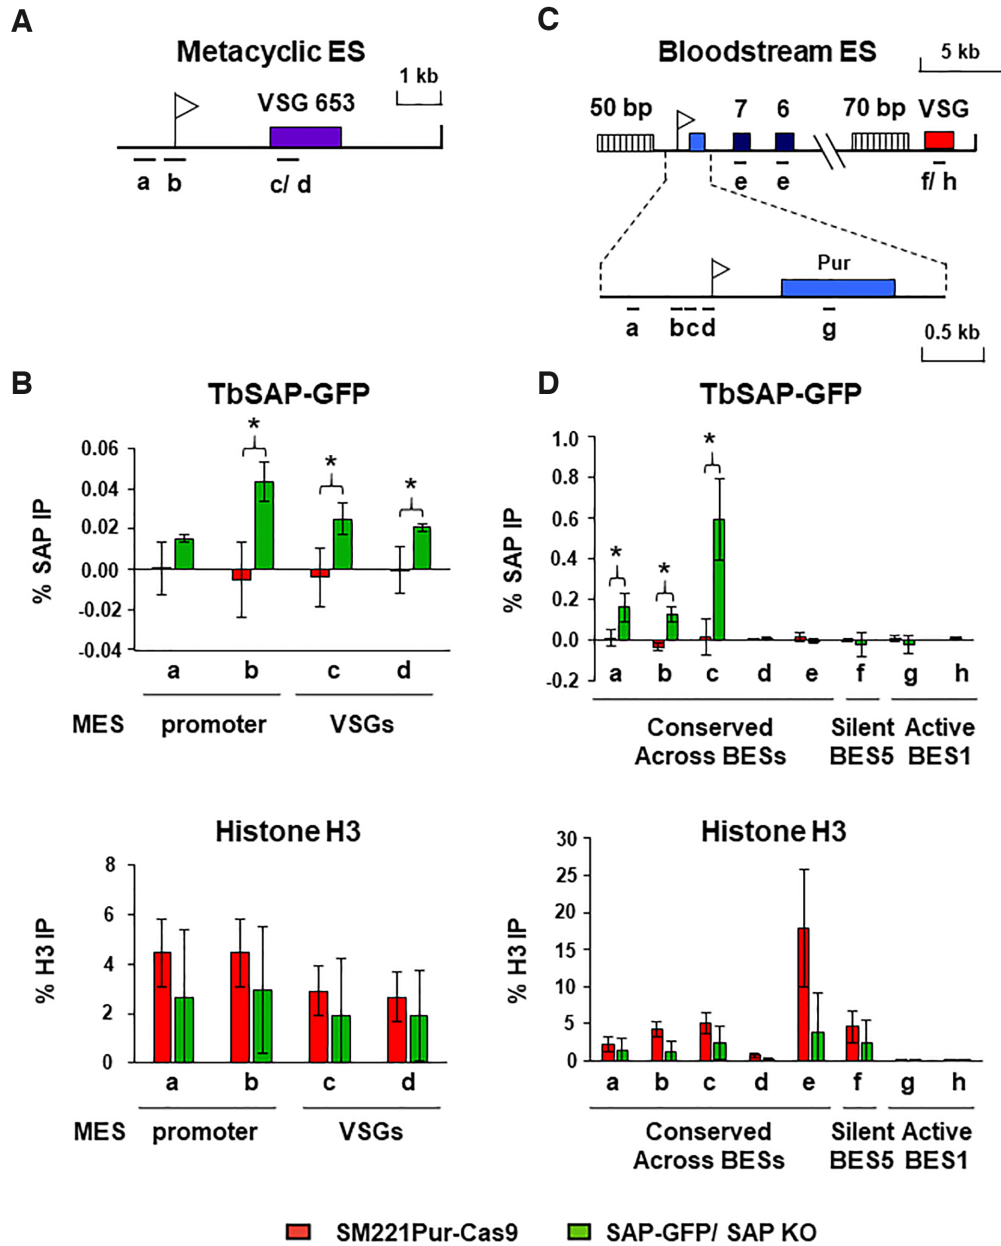 A
Metacyclic ES
1 kb
VSG 653
a b c/ d
C
Bloodstream ES
5 kb
50 bp 7 6 70 bp VSG
e e f/ h
Pur
a b c d g
0.5 kb
B
TbSAP-GFP
% SAP IP
0.06
0.04
0.02
0.00
-0.02
-0.04
* * *
a b c d
MES promoter VSGs
D
TbSAP-GFP
% SAP IP
1.0
0.8
0.6
0.4
0.2
0.0
-0.2
* * *
a b c d e f g h
Conserved Silent Active
Across BESs BES5 BES1
Histone H3
% H3 IP
8
6
4
2
0
a b c d
MES promoter VSGs
Histone H3
% H3 IP
30
25
20
15
10
5
0
a b c d e f g h
Conserved Silent Active
Across BESs BES5 BES1
SM221Pur-Cas9 SAP-GFP/ SAP KO